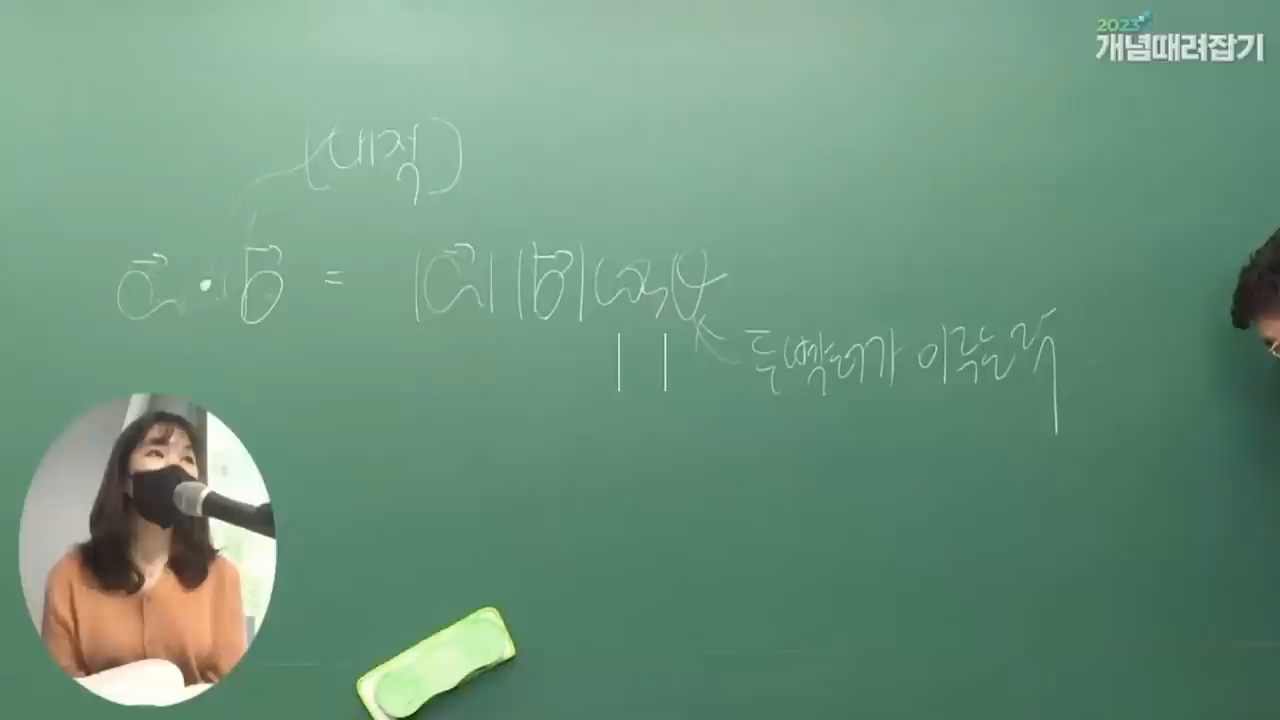 2023
개념때려잡기
(내적)
a⃗ · b⃗ = |a⃗| |b⃗| cosθ
두 벡터가 이루는 각
| |